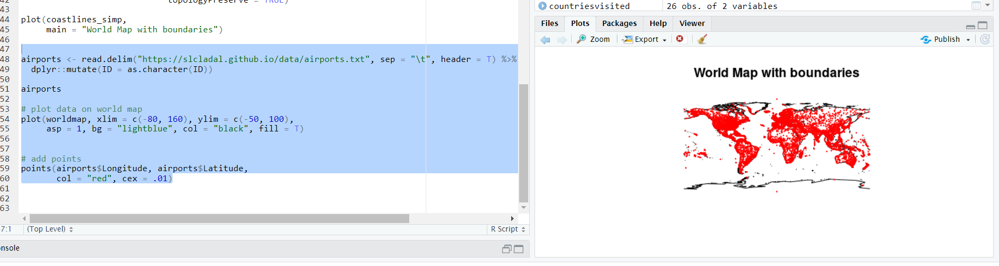 42 topologyPreserve = TRUE)
43
44 plot(coastlines_simp,
45 main = "World Map with boundaries")
46
47
48 airports <- read.delim("https://slcladal.github.io/data/airports.txt", sep = "\t", header = T) %>%
49 dplyr::mutate(ID = as.character(ID))
50
51 airports
52
53 # plot data on world map
54 plot(worldmap, xlim = c(-80, 160), ylim = c(-50, 100),
55 asp = 1, bg = "lightblue", col = "black", fill = T)
56
57
58 # add points
59 points(airports$Longitude, airports$Latitude,
60 col = "red", cex = .01)
61
62
63
7:1 (Top Level) R Script
onsole
countriesvisited 26 obs. of 2 variables
Files Plots Packages Help Viewer
Zoom Export Publish
World Map with boundaries